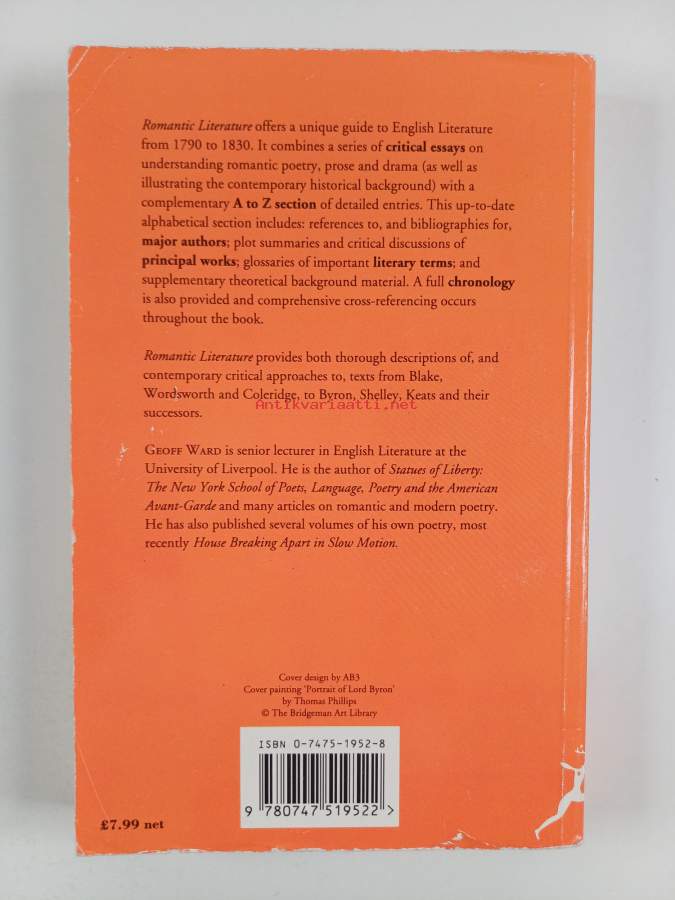 Romantic Literature offers a unique guide to English Literature
from 1790 to 1830. It combines a series of critical essays on
understanding romantic poetry, prose and drama (as well as
illustrating the contemporary historical background) with a
complementary A to Z section of detailed entries. This up-to-date
alphabetical section includes: references to, and bibliographies for,
major authors; plot summaries and critical discussions of
principal works; glossaries of important literary terms; and
supplementary theoretical background material. A full chronology
is also provided and comprehensive cross-referencing occurs
throughout the book.
Romantic Literature provides both thorough descriptions of, and
contemporary critical approaches to, texts from Blake,
Wordsworth and Coleridge, to Byron, Shelley, Keats and their
Antikvariaatti.net
successors.
GEOFF WARD is senior lecturer in English Literature at the
University of Liverpool. He is the author of Statues of Liberty:
The New York School of Poets, Language, Poetry and the American
Avant-Garde and many articles on romantic and modern poetry.
He has also published several volumes of his own poetry, most
recently House Breaking Apart in Slow Motion.
Cover design by AB3
Cover painting 'Portrait of Lord Byron'
by Thomas Phillips
© The Bridgeman Art Library
ISBN 0-7475-1952-8
9 780747 519522 >
£7.99 net